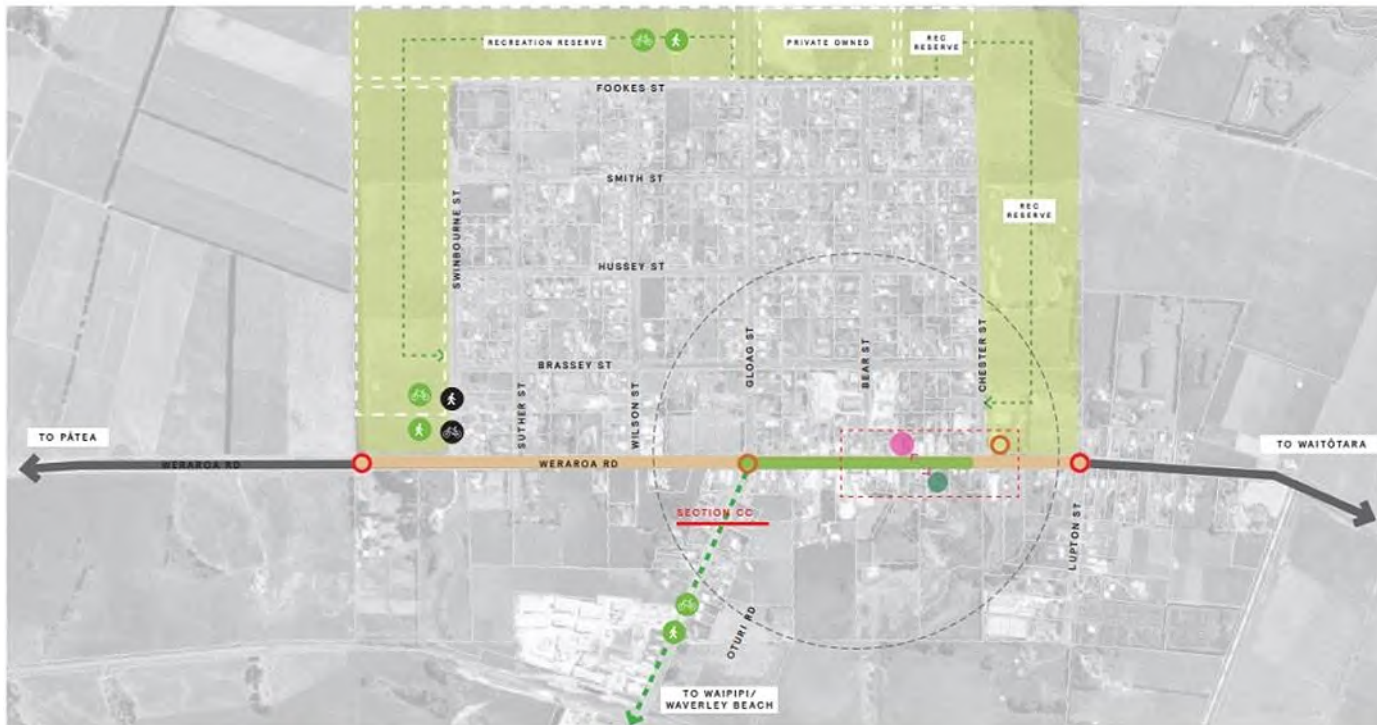 RECREATION RESERVE
PRIVATE OWNED
REC
RESERVE
FOOKES ST
SMITH ST
SWINBOURNE ST
REC
RESERVE
HUSSEY ST
GLOAG ST
BEAR ST
CHESTER ST
BRASSEY ST
SUTHER ST
WILSON ST
TO PĀTEA
TO WAITŌTARA
WERAROA RD
WERAROA RD
SECTION CC
LUPTON ST
OTURI RD
TO WAIPIPI/
WAVERLEY BEACH